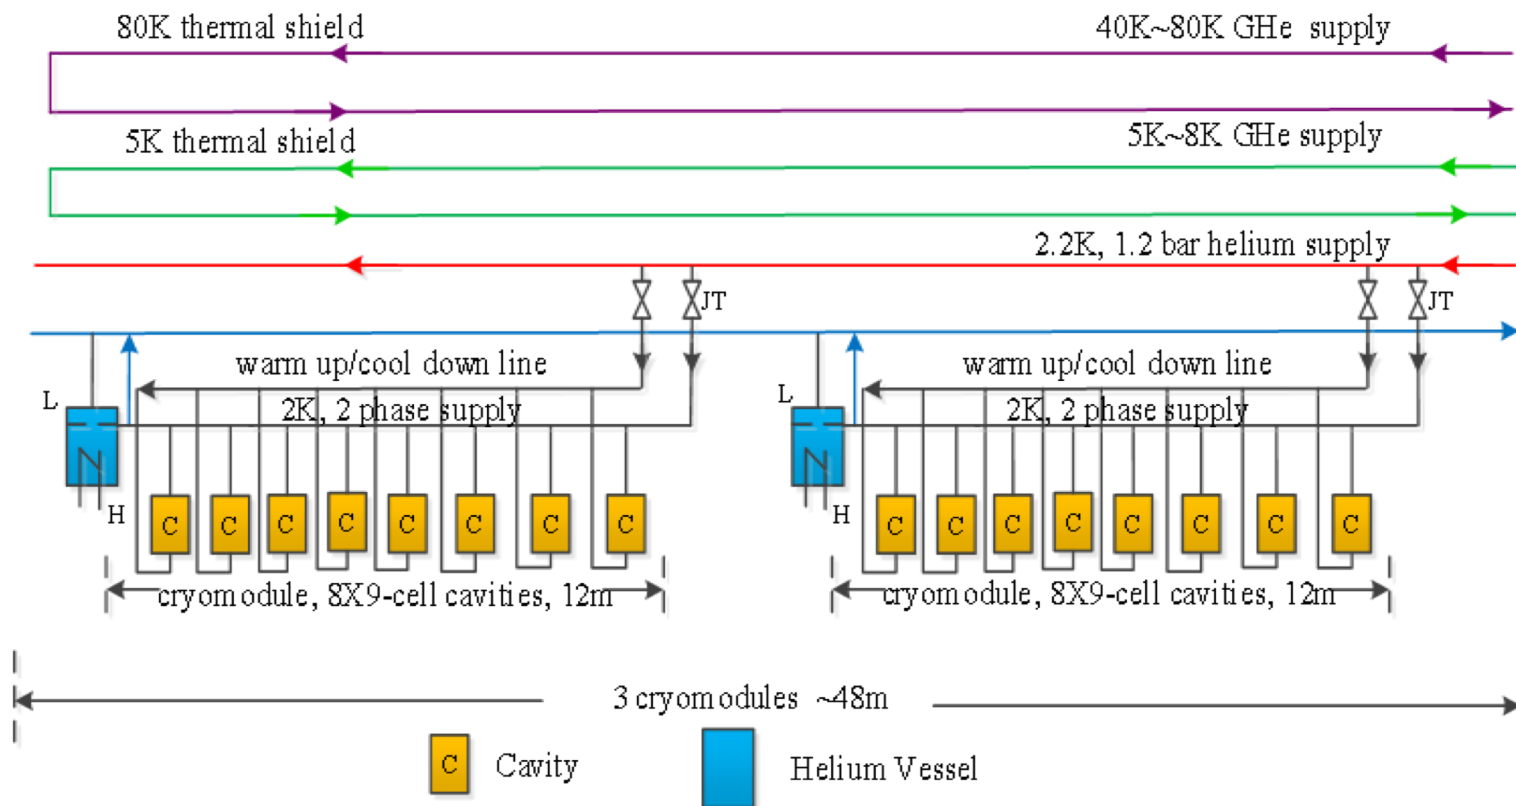 80K thermal shield 40K~80K GHe supply
5K thermal shield 5K~8K GHe supply
2.2K, 1.2 bar helium supply
JT JT
warm up/cool down line warm up/cool down line
L L
2K, 2 phase supply 2K, 2 phase supply
H C C C C C C C C H C C C C C C C C
cryomodule, 8X9-cell cavities, 12m cryomodule, 8X9-cell cavities, 12m
3 cryomodules ~48m
C Cavity Helium Vessel